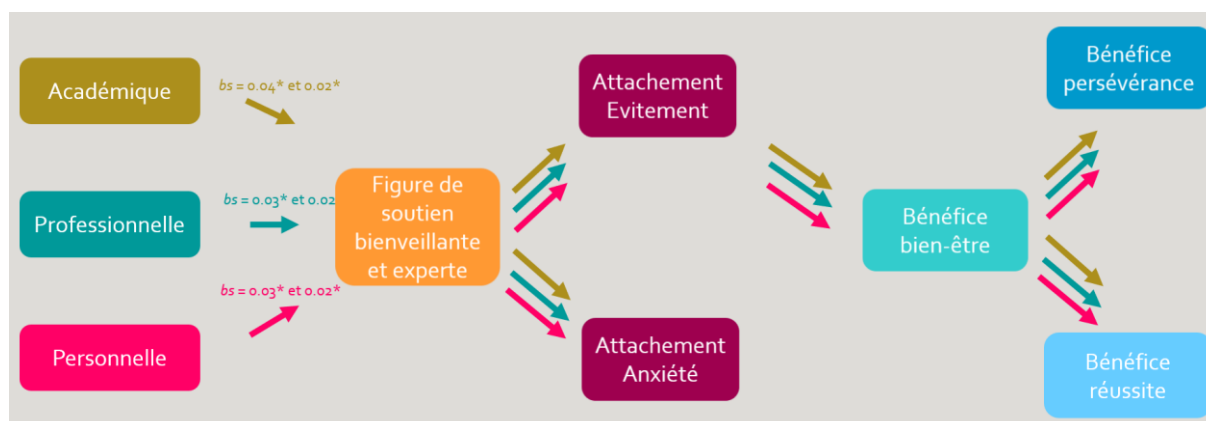 Académique
bs = 0.04* et 0.02*
Professionnelle
bs = 0.03* et 0.02
Personnelle
bs = 0.03* et 0.02*
Figure de
soutien
bienveillante
et experte
Attachement
Evitement
Attachement
Anxiété
Bénéfice
bien-être
Bénéfice
persévérance
Bénéfice
réussite